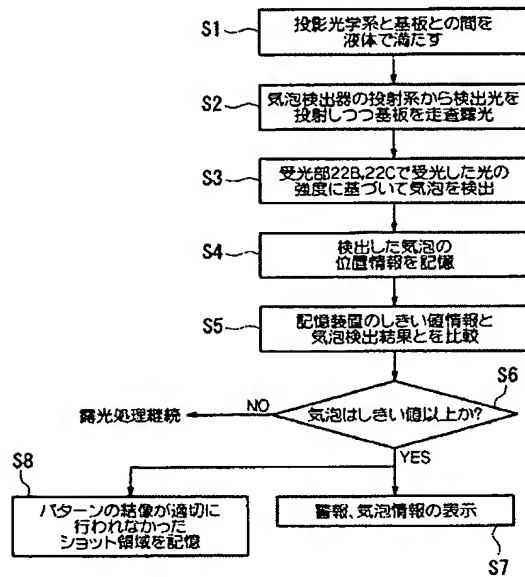 S1
投影光学系と基板との間を
液体で満たす
S2
気泡検出器の投射系から検出光を
投射しつつ基板を走査露光
S3
受光部22B,22Cで受光した光の
強度に基づいて気泡を検出
S4
検出した気泡の
位置情報を記憶
S5
記憶装置のしきい値情報と
気泡検出結果とを比較
S6
気泡はしきい値以上か?
NO
露光処理継続
YES
S8
パターンの結像が適切に
行われなかった
ショット領域を記憶
警報、気泡情報の表示
S7